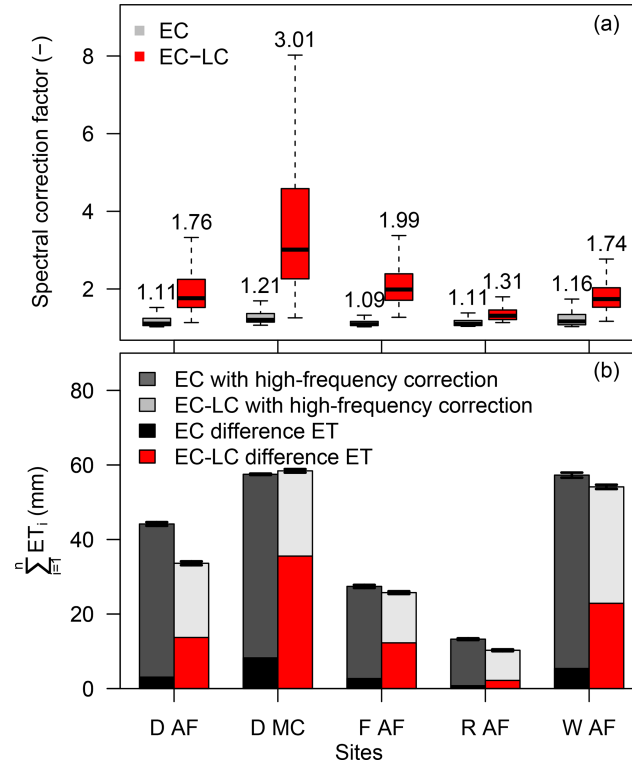 (a)
EC
EC−LC
Spectral correction factor (−)
8
6
4
2
1.11
1.76
1.21
3.01
1.09
1.99
1.11
1.31
1.16
1.74
(b)
EC with high-frequency correction
EC-LC with high-frequency correction
EC difference ET
EC-LC difference ET
n
∑ ETi (mm)
i=1
80
60
40
20
0
D AF
D MC
F AF
R AF
W AF
Sites